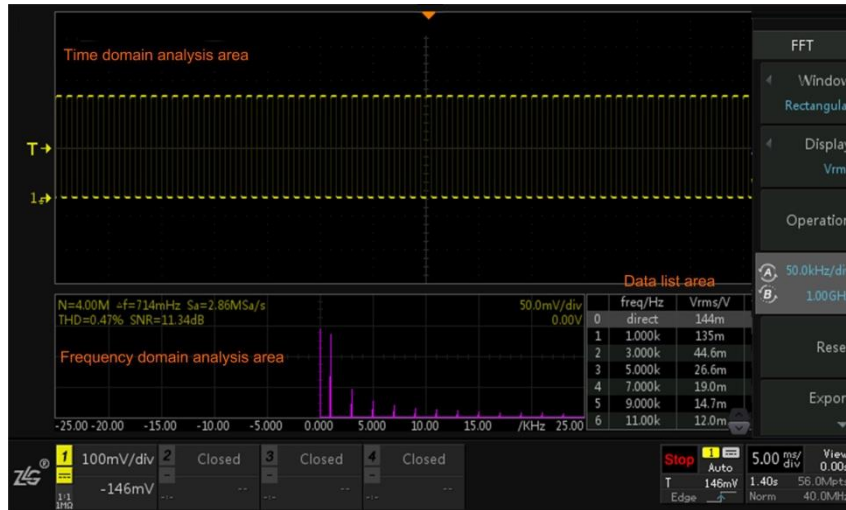 Time domain analysis area
T
1
FFT
Window
Rectangula
Display
Vrm
Operation
A 50.0kHz/di
B 1.00GH
Rese
Expor
Data list area
N=4.00M △f=714mHz Sa=2.86MSa/s 50.0mV/div
THD=0.47% SNR=11.34dB 0.00V
Frequency domain analysis area
-25.00 -20.00 -15.00 -10.00 -5.000 0.000 5.000 10.00 15.00 /KHz 25.00
freq/Hz Vrms/V
0 direct 144m
1 1.000k 135m
2 3.000k 44.6m
3 5.000k 26.6m
4 7.000k 19.0m
5 9.000k 14.7m
6 11.00k 12.0m
ZLG®
1 100mV/div
-146mV
1:1
1MΩ
2 Closed
-:- --
3 Closed
-:- --
4 Closed
-:- --
Stop 1 Auto
T 146mV
Edge
5.00 ms/div View
0.00s
1.40s 56.0Mpts
Norm 40.0MHz